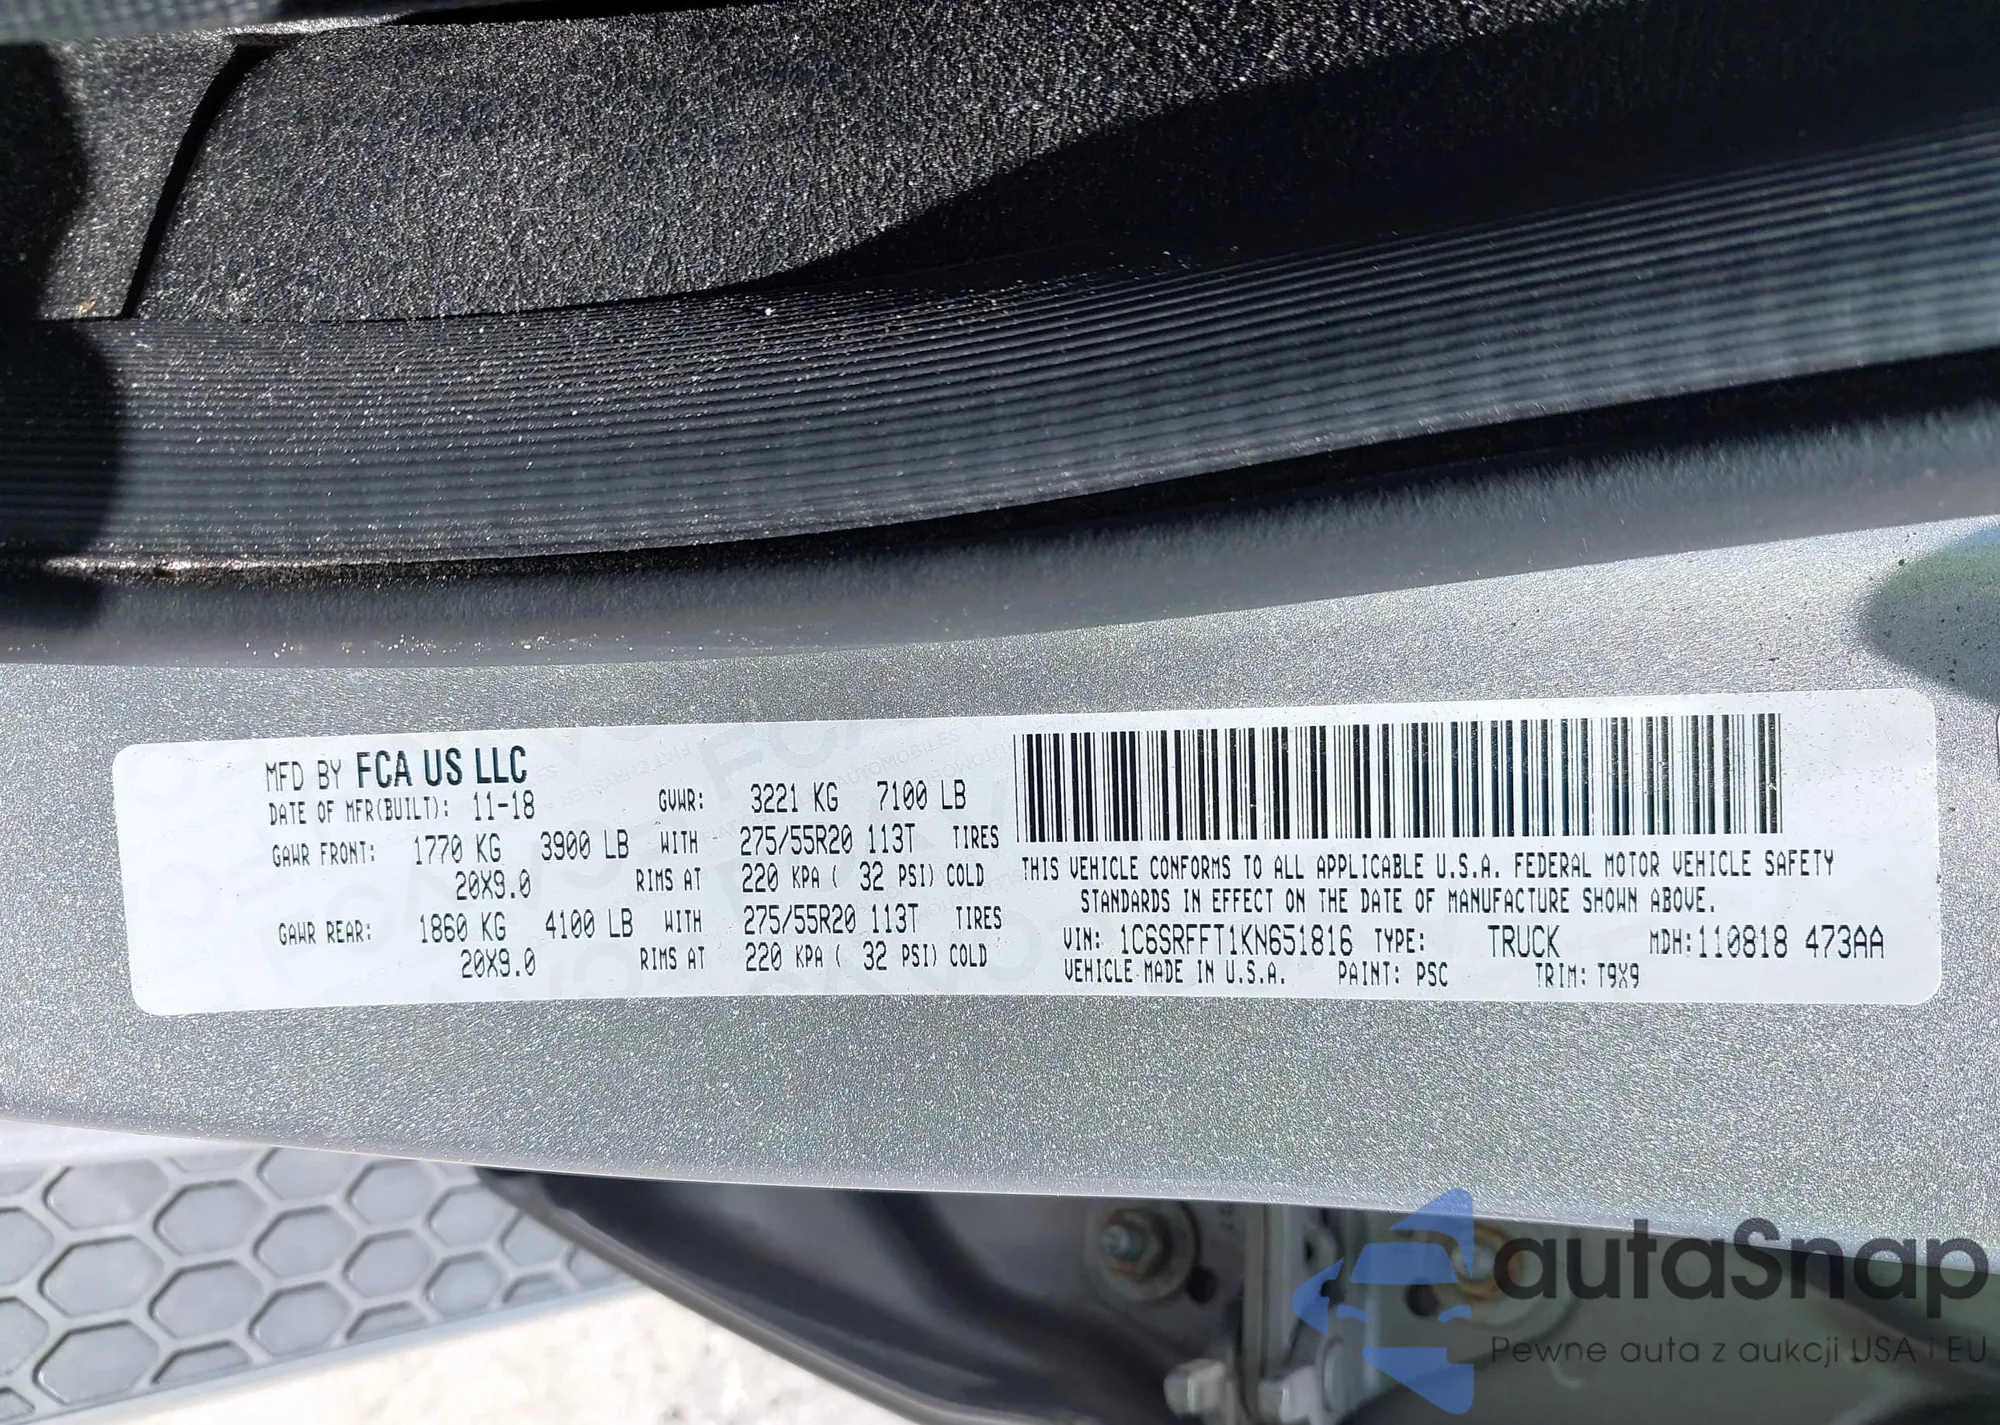 MFD BY FCA US LLC
DATE OF MFR(BUILT): 11-18 GVWR: 3221 KG 7100 LB
GAWR FRONT: 1770 KG 3900 LB WITH 275/55R20 113T TIRES
20X9.0 RIMS AT 220 KPA ( 32 PSI) COLD
GAWR REAR: 1860 KG 4100 LB WITH 275/55R20 113T TIRES
20X9.0 RIMS AT 220 KPA ( 32 PSI) COLD
THIS VEHICLE CONFORMS TO ALL APPLICABLE U.S.A. FEDERAL MOTOR VEHICLE SAFETY
STANDARDS IN EFFECT ON THE DATE OF MANUFACTURE SHOWN ABOVE.
VIN: 1C6SRFFT1KN651816 TYPE: TRUCK MDH: 110818 473AA
VEHICLE MADE IN U.S.A. PAINT: PSC TRIM: T9X9
autaSnap
Pewne auta z aukcji USA i EU